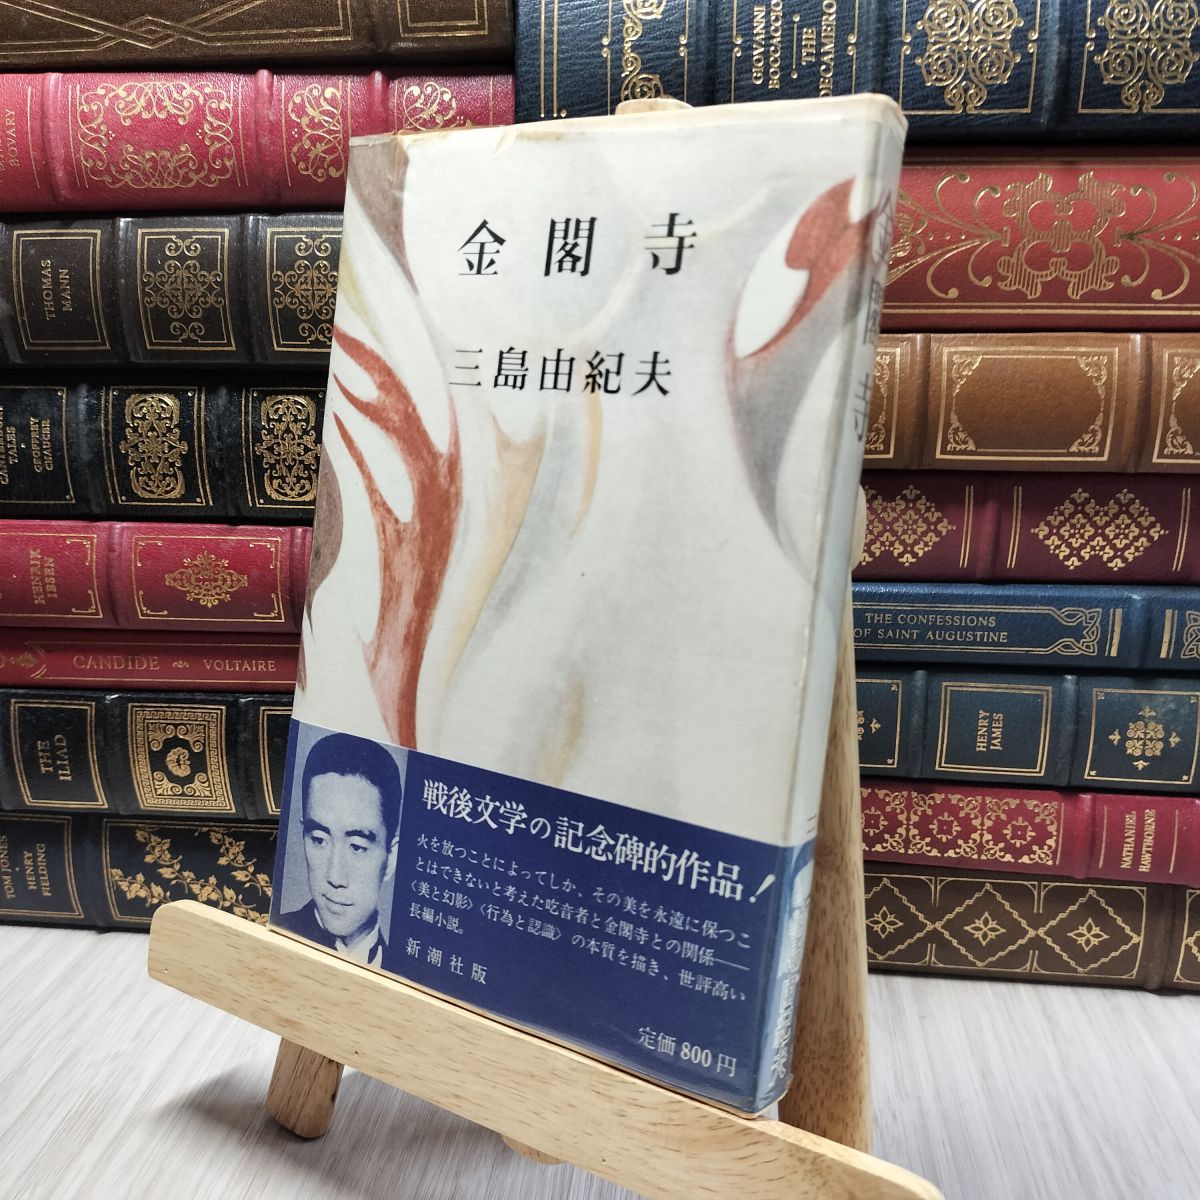 金閣寺
三島由紀夫
戦後文学の記念碑的作品!
火を放つことによってしか、その美を永遠に保つこ
とはできないと考えた吃音者と金閣寺との関係——
〈美と幻影〉〈行為と認識〉の本質を描き、世評高い
長編小説。
新潮社版
定価800円
金閣寺
BOVARY
THOMAS
MANN
TALES
GEOFFREY
CHAUCER
HENRIK
IBSEN
CANDIDE
VOLTAIRE
THE
ILIAD
TOM JONES
HENRY
FIELDING
GIOVANNI
BOCCACCIO
THE
DECAMERON
THE CONFESSIONS
OF SAINT AUGUSTINE
HENRY
JAMES
NATHANIEL
HAWTHORNE